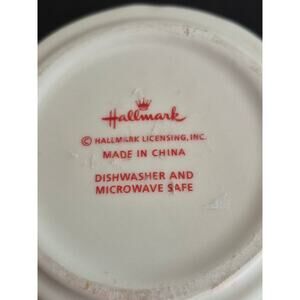 Hallmark
© HALLMARK LICENSING, INC.
MADE IN CHINA
DISHWASHER AND
MICROWAVE SAFE